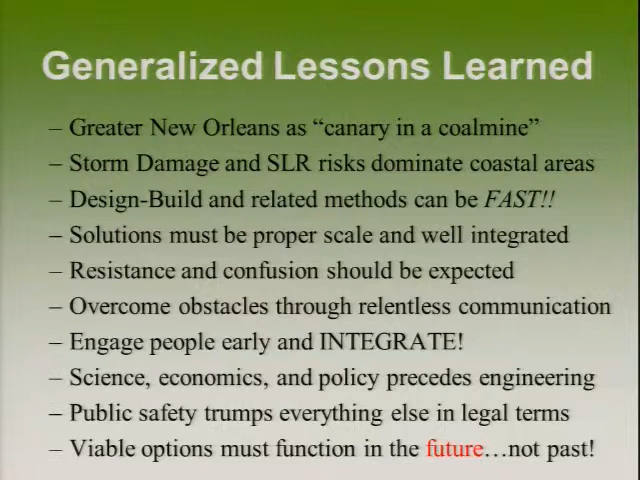 Generalized Lessons Learned
– Greater New Orleans as “canary in a coalmine”
– Storm Damage and SLR risks dominate coastal areas
– Design-Build and related methods can be FAST!!
– Solutions must be proper scale and well integrated
– Resistance and confusion should be expected
– Overcome obstacles through relentless communication
– Engage people early and INTEGRATE!
– Science, economics, and policy precedes engineering
– Public safety trumps everything else in legal terms
– Viable options must function in the future…not past!